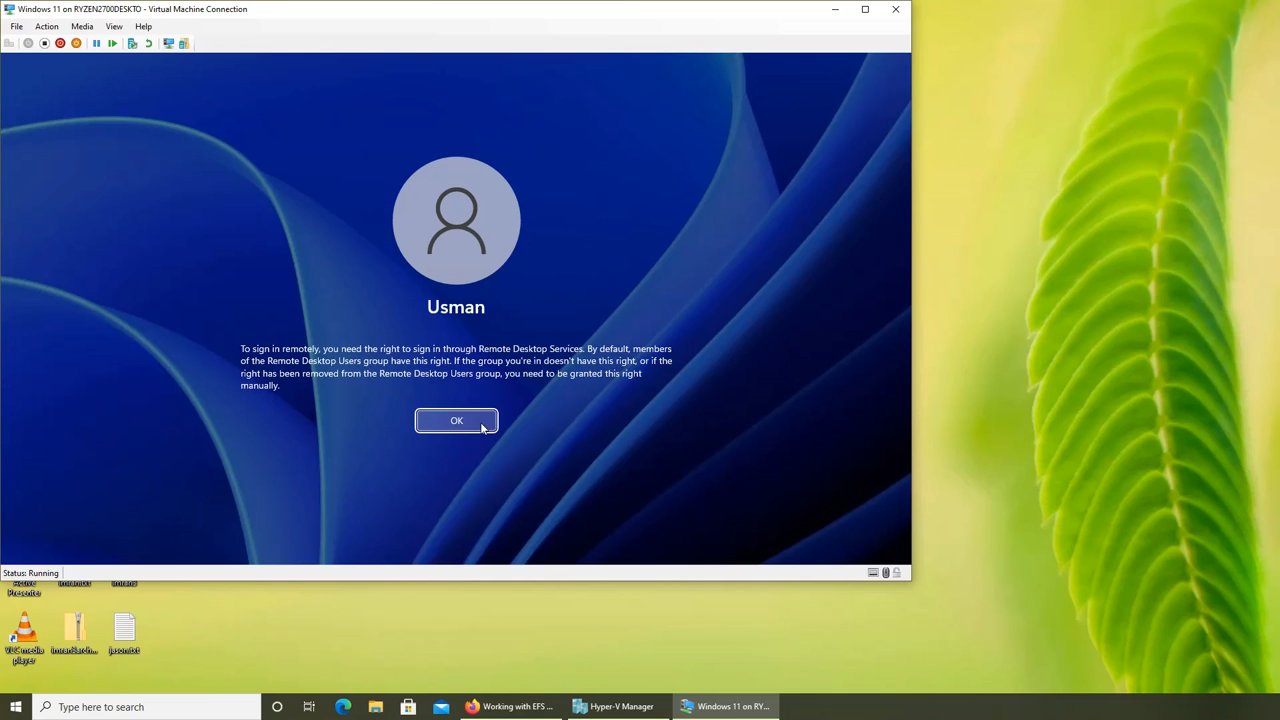 Windows 11 on RYZEN2700DESKTO - Virtual Machine Connection
File Action Media View Help
Usman
To sign in remotely, you need the right to sign in through Remote Desktop Services. By default, members
of the Remote Desktop Users group have this right. If the group you're in doesn't have this right, or if the
right has been removed from the Remote Desktop Users group, you need to be granted this right
manually.
OK
Status: Running
Active
Presenter
VLC media
player
jason.txt
Type here to search
Working with EFS ...
Hyper-V Manager
Windows 11 on RY...